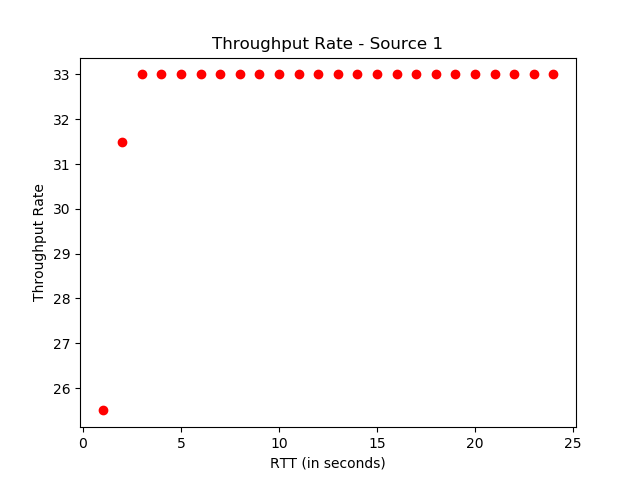 Throughput Rate - Source 1
Throughput Rate
33
32
31
30
29
28
27
26
0 5 10 15 20 25
RTT (in seconds)